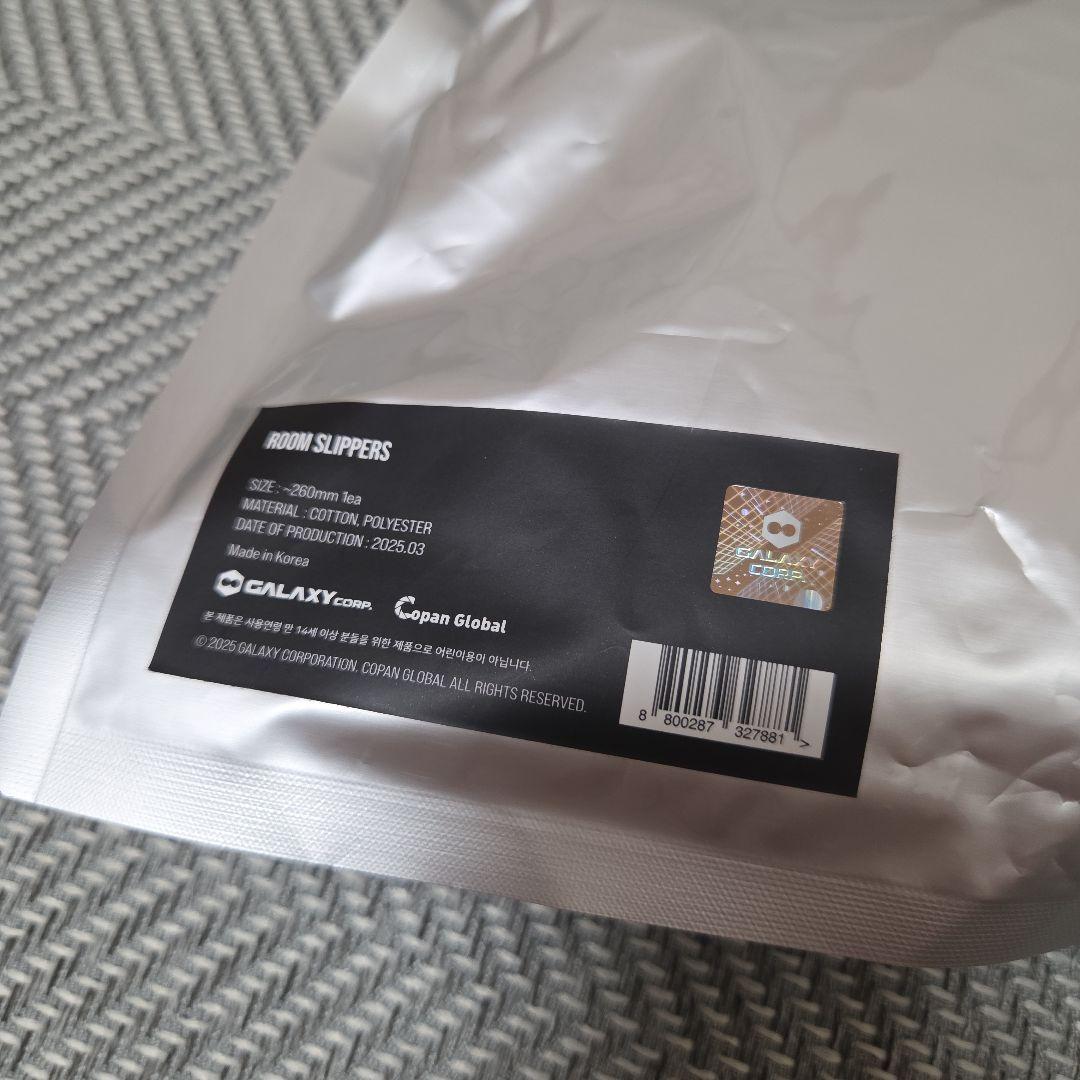 ROOM SLIPPERS
SIZE : ~260mm 1ea
MATERIAL : COTTON, POLYESTER
DATE OF PRODUCTION : 2025.03
Made in Korea
GALAXY CORP. Copan Global
본 제품은 사용연령 만 14세 이상 분들을 위한 제품으로 어린이용이 아닙니다.
© 2025 GALAXY CORPORATION. COPAN GLOBAL ALL RIGHTS RESERVED.
GALAXY
CORP.
8 800287 327881 >